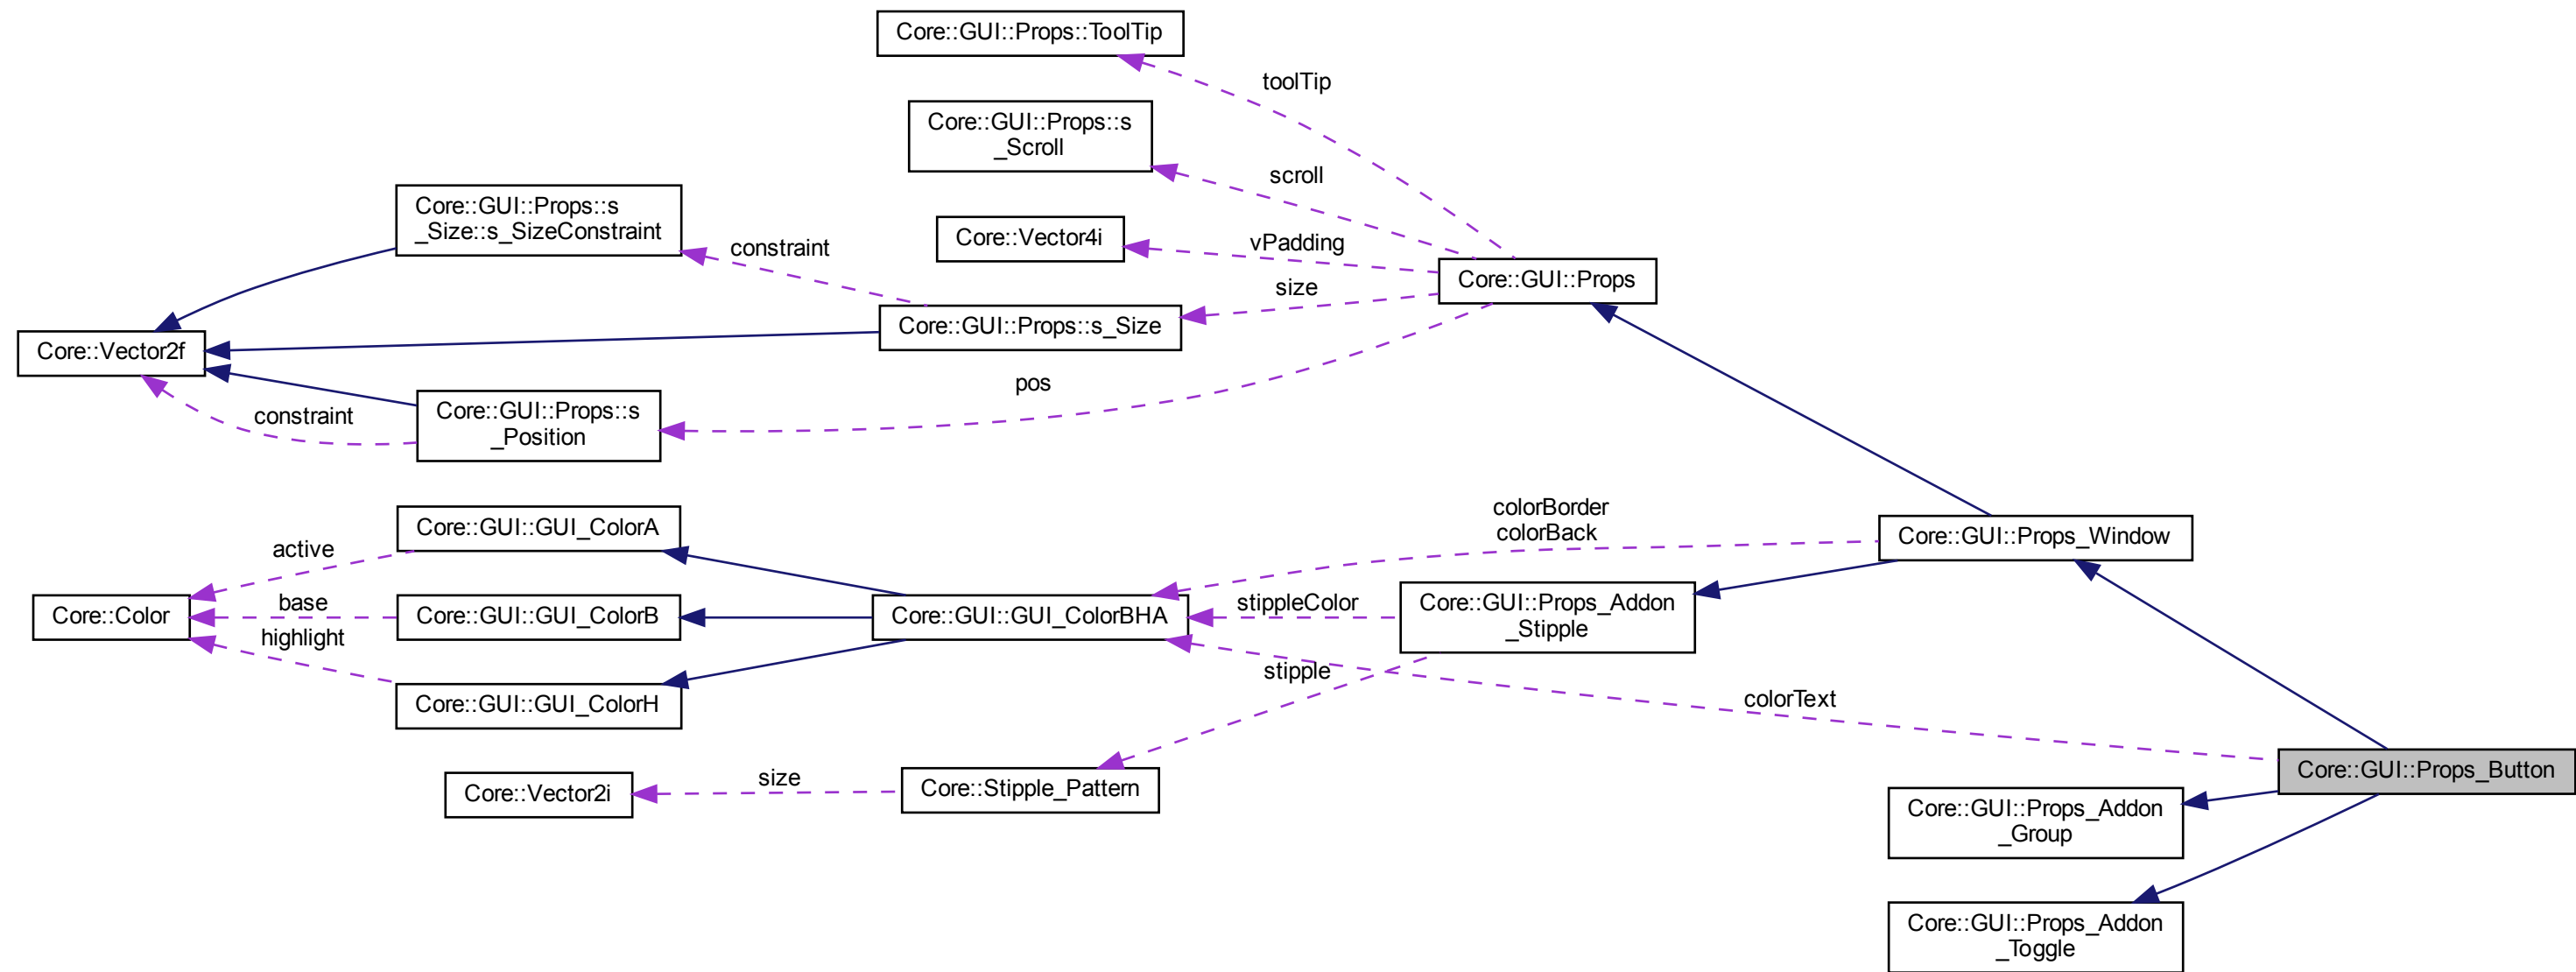 Core::GUI::Props::ToolTip
toolTip
Core::GUI::Props::s
_Scroll
scroll
Core::GUI::Props::s
_Size::s_SizeConstraint
constraint
Core::Vector4i
vPadding
Core::GUI::Props
size
Core::GUI::Props::s_Size
Core::Vector2f
pos
constraint
Core::GUI::Props::s
_Position
colorBorder
colorBack
Core::GUI::GUI_ColorA
Core::GUI::Props_Window
active
Core::Color
base
highlight
Core::GUI::GUI_ColorB
Core::GUI::GUI_ColorBHA
stippleColor
Core::GUI::Props_Addon
_Stipple
stipple
Core::GUI::GUI_ColorH
colorText
Core::GUI::Props_Button
Core::Vector2i
size
Core::Stipple_Pattern
Core::GUI::Props_Addon
_Group
Core::GUI::Props_Addon
_Toggle